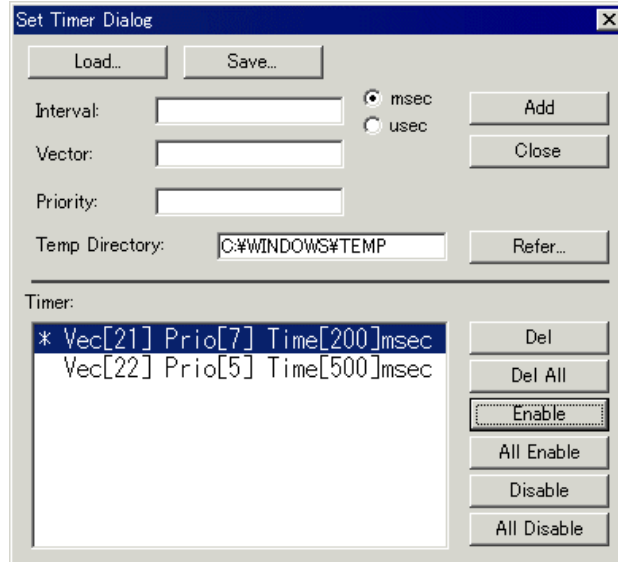 Set Timer Dialog
Load...
Save...
Interval:
msec
usec
Add
Vector:
Close
Priority:
Temp Directory:
C:¥WINDOWS¥TEMP
Refer...
Timer:
* Vec[21] Prio[7] Time[200]msec
Vec[22] Prio[5] Time[500]msec
Del
Del All
Enable
All Enable
Disable
All Disable